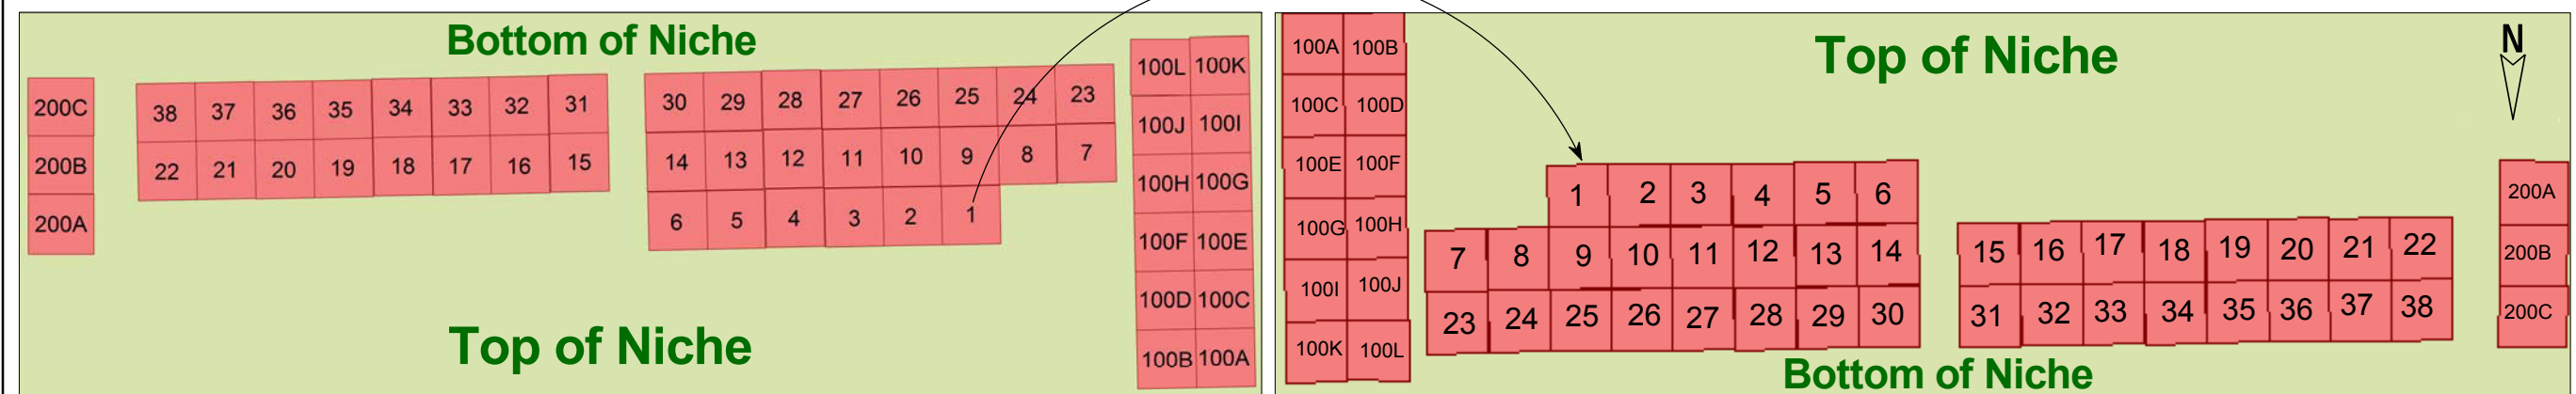 Bottom of Niche
200C 38 37 36 35 34 33 32 31 30 29 28 27 26 25 24 23 100L 100K
100J 100I
200B 22 21 20 19 18 17 16 15 14 13 12 11 10 9 8 7 100H 100G
200A 6 5 4 3 2 1 100F 100E
100D 100C
Top of Niche
100B 100A
100A 100B Top of Niche N
100C 100D
100E 100F
1 2 3 4 5 6 200A
100G 100H
7 8 9 10 11 12 13 14 15 16 17 18 19 20 21 22 200B
100I 100J
23 24 25 26 27 28 29 30 31 32 33 34 35 36 37 38 200C
100K 100L
Bottom of Niche